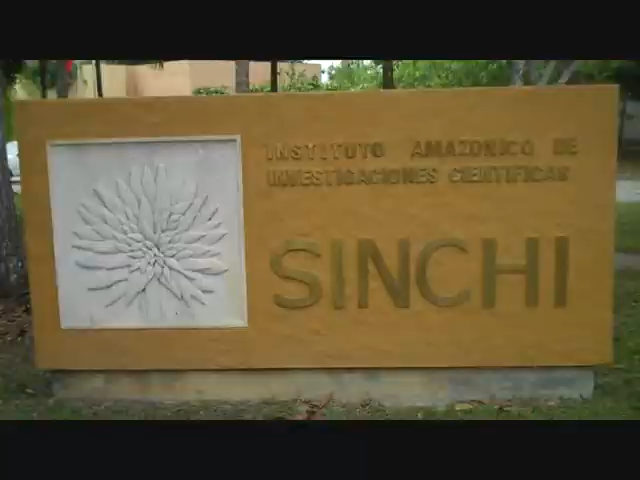 INSTITUTO AMAZONICO DE
INVESTIGACIONES CIENTIFICAS
SINCHI